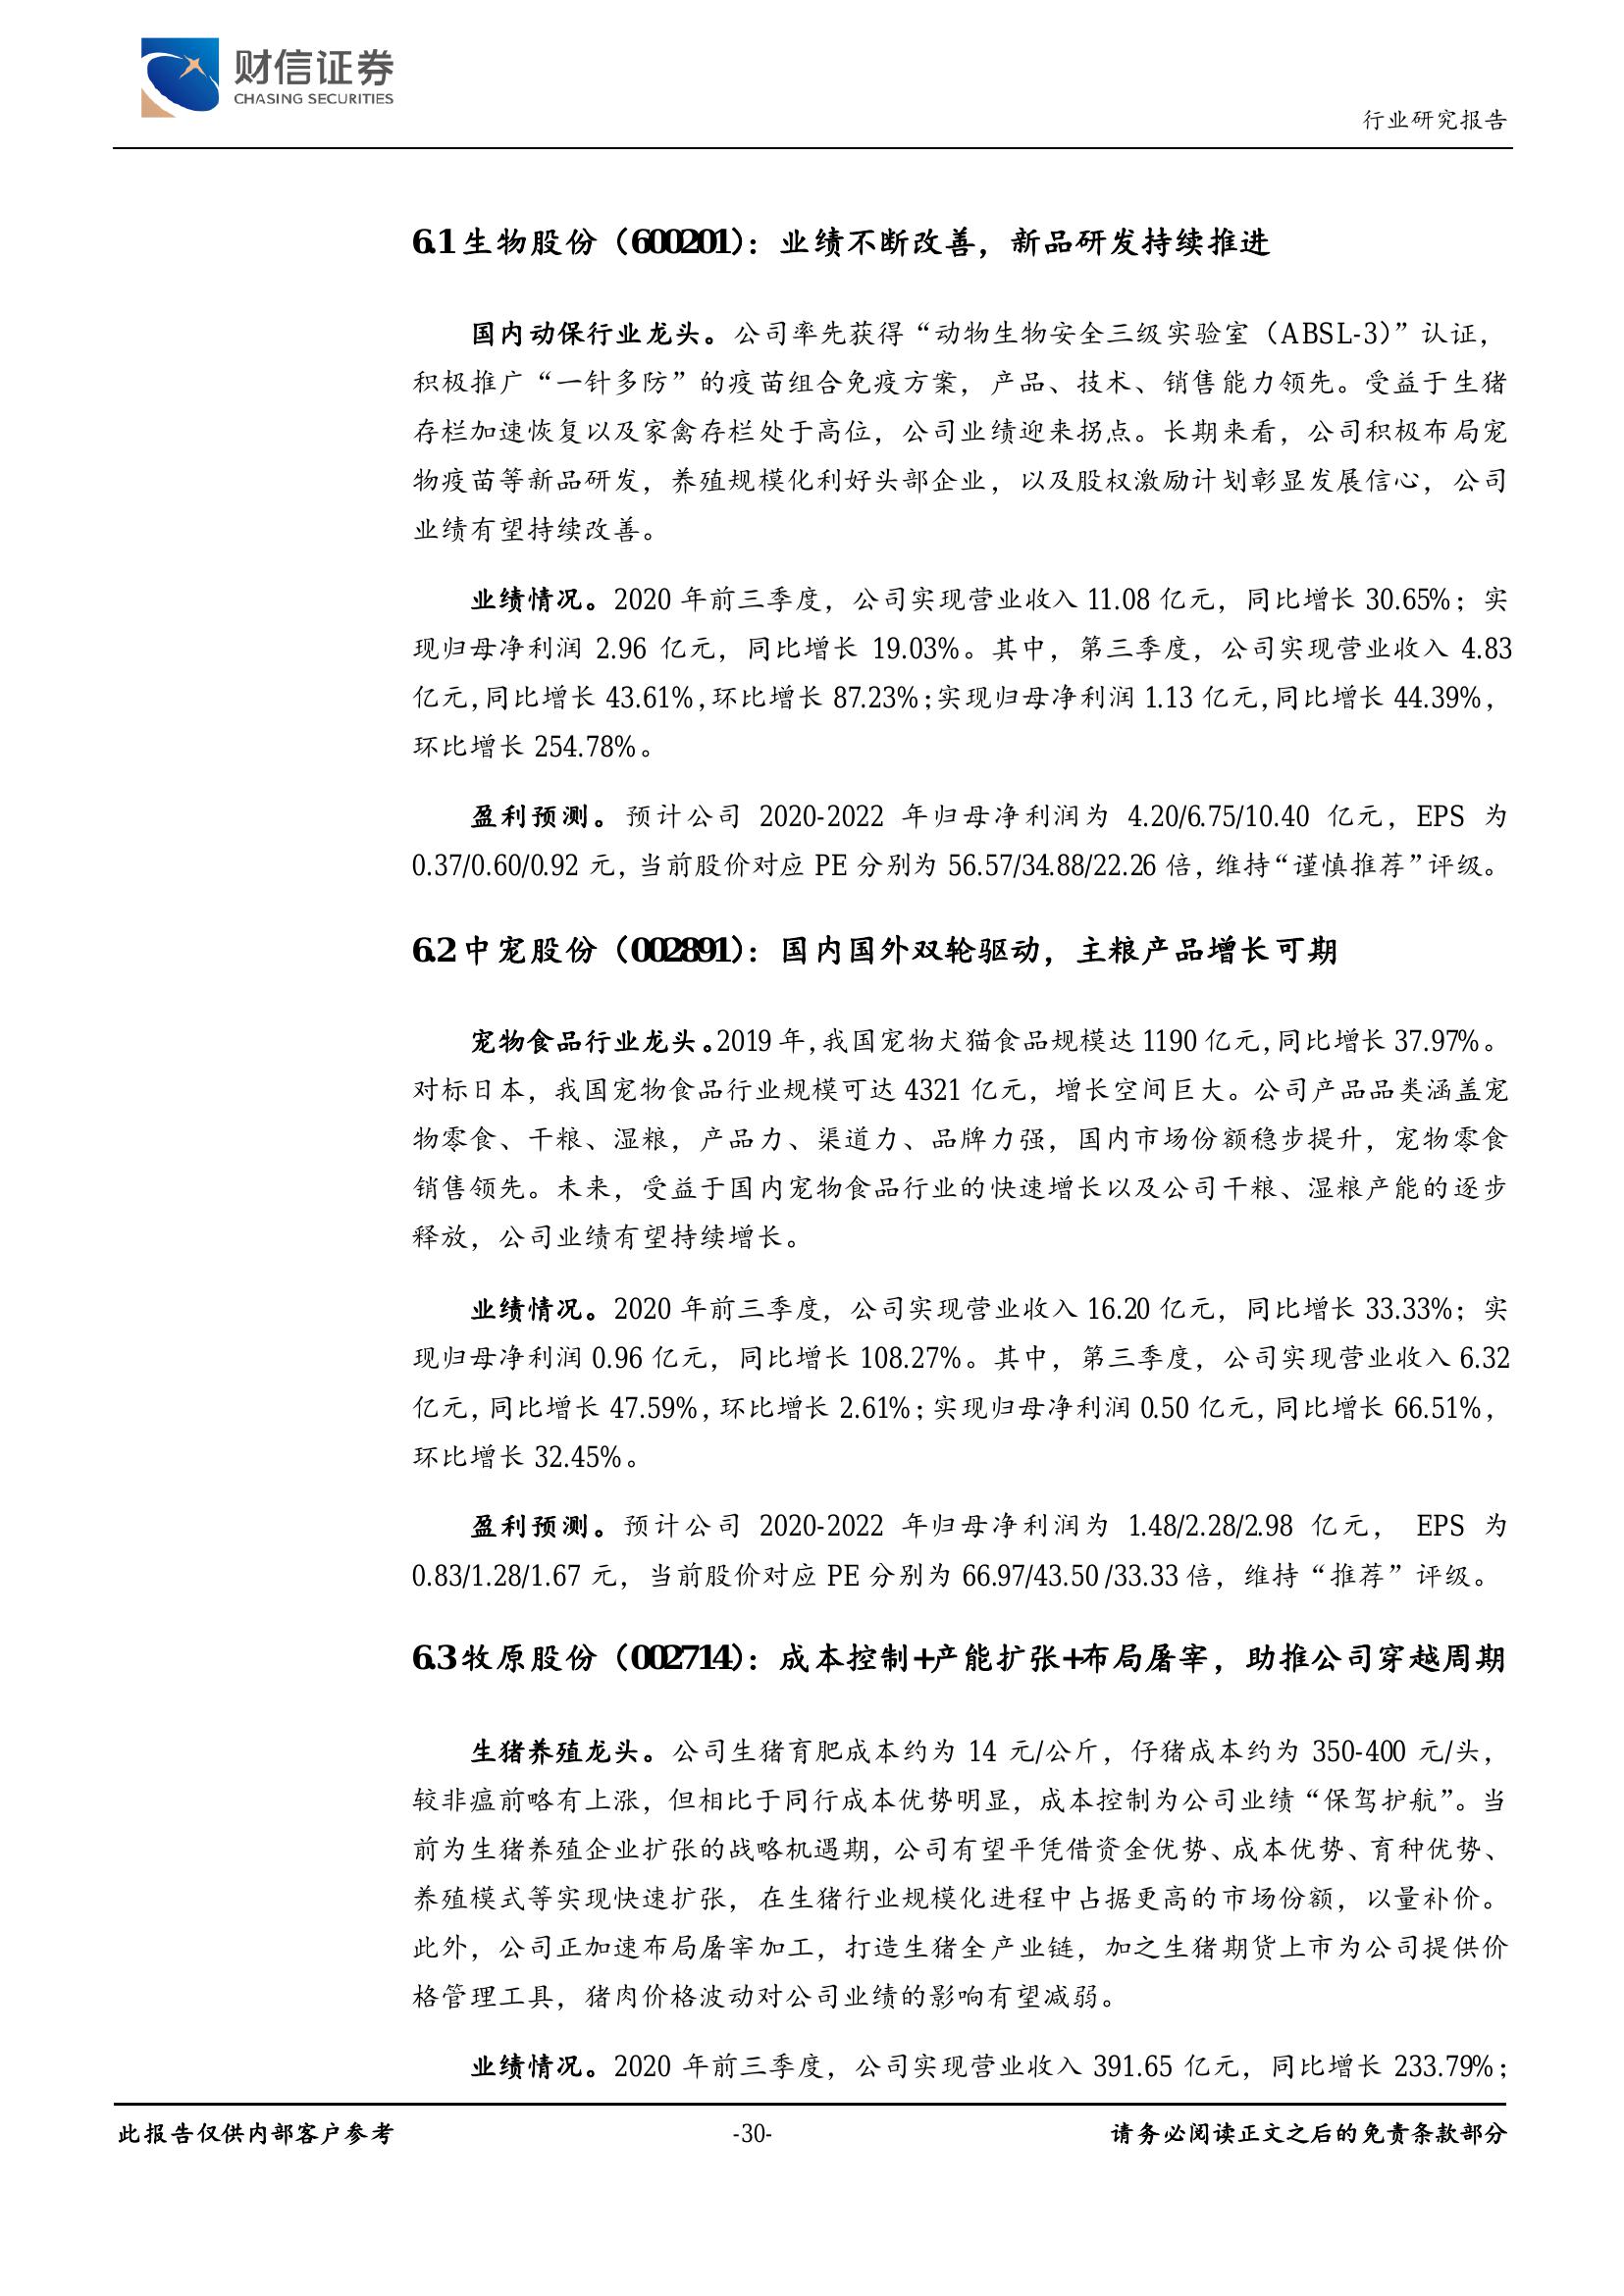 财信证券
CHASING SECURITIES
行业研究报告
6.1 生物股份（600201）：业绩不断改善，新品研发持续推进
国内动保行业龙头。公司率先获得“动物生物安全三级实验室（ABSL-3）”认证，
积极推广“一针多防”的疫苗组合免疫方案，产品、技术、销售能力领先。受益于生猪
存栏加速恢复以及家禽存栏处于高位，公司业绩迎来拐点。长期来看，公司积极布局宠
物疫苗等新品研发，养殖规模化利好头部企业，以及股权激励计划彰显发展信心，公司
业绩有望持续改善。
业绩情况。2020 年前三季度，公司实现营业收入 11.08 亿元，同比增长 30.65%；实
现归母净利润 2.96 亿元，同比增长 19.03%。其中，第三季度，公司实现营业收入 4.83
亿元，同比增长 43.61%，环比增长 87.23%；实现归母净利润 1.13 亿元，同比增长 44.39%，
环比增长 254.78%。
盈利预测。预计公司 2020-2022 年归母净利润为 4.20/6.75/10.40 亿元，EPS 为
0.37/0.60/0.92 元，当前股价对应 PE 分别为 56.57/34.88/22.26 倍，维持“谨慎推荐”评级。
6.2 中宠股份（002891）：国内国外双轮驱动，主粮产品增长可期
宠物食品行业龙头。2019 年，我国宠物犬猫食品规模达 1190 亿元，同比增长 37.97%。
对标日本，我国宠物食品行业规模可达 4321 亿元，增长空间巨大。公司产品品类涵盖宠
物零食、干粮、湿粮，产品力、渠道力、品牌力强，国内市场份额稳步提升，宠物零食
销售领先。未来，受益于国内宠物食品行业的快速增长以及公司干粮、湿粮产能的逐步
释放，公司业绩有望持续增长。
业绩情况。2020 年前三季度，公司实现营业收入 16.20 亿元，同比增长 33.33%；实
现归母净利润 0.96 亿元，同比增长 108.27%。其中，第三季度，公司实现营业收入 6.32
亿元，同比增长 47.59%，环比增长 2.61%；实现归母净利润 0.50 亿元，同比增长 66.51%，
环比增长 32.45%。
盈利预测。预计公司 2020-2022 年归母净利润为 1.48/2.28/2.98 亿元， EPS 为
0.83/1.28/1.67 元，当前股价对应 PE 分别为 66.97/43.50 /33.33 倍，维持“推荐”评级。
6.3 牧原股份（002714）：成本控制+产能扩张+布局屠宰，助推公司穿越周期
生猪养殖龙头。公司生猪育肥成本约为 14 元/公斤，仔猪成本约为 350-400 元/头，
较非瘟前略有上涨，但相比于同行成本优势明显，成本控制为公司业绩“保驾护航”。当
前为生猪养殖企业扩张的战略机遇期，公司有望平凭借资金优势、成本优势、育种优势、
养殖模式等实现快速扩张，在生猪行业规模化进程中占据更高的市场份额，以量补价。
此外，公司正加速布局屠宰加工，打造生猪全产业链，加之生猪期货上市为公司提供价
格管理工具，猪肉价格波动对公司业绩的影响有望减弱。
业绩情况。2020 年前三季度，公司实现营业收入 391.65 亿元，同比增长 233.79%；
此报告仅供内部客户参考
-30-
请务必阅读正文之后的免责条款部分